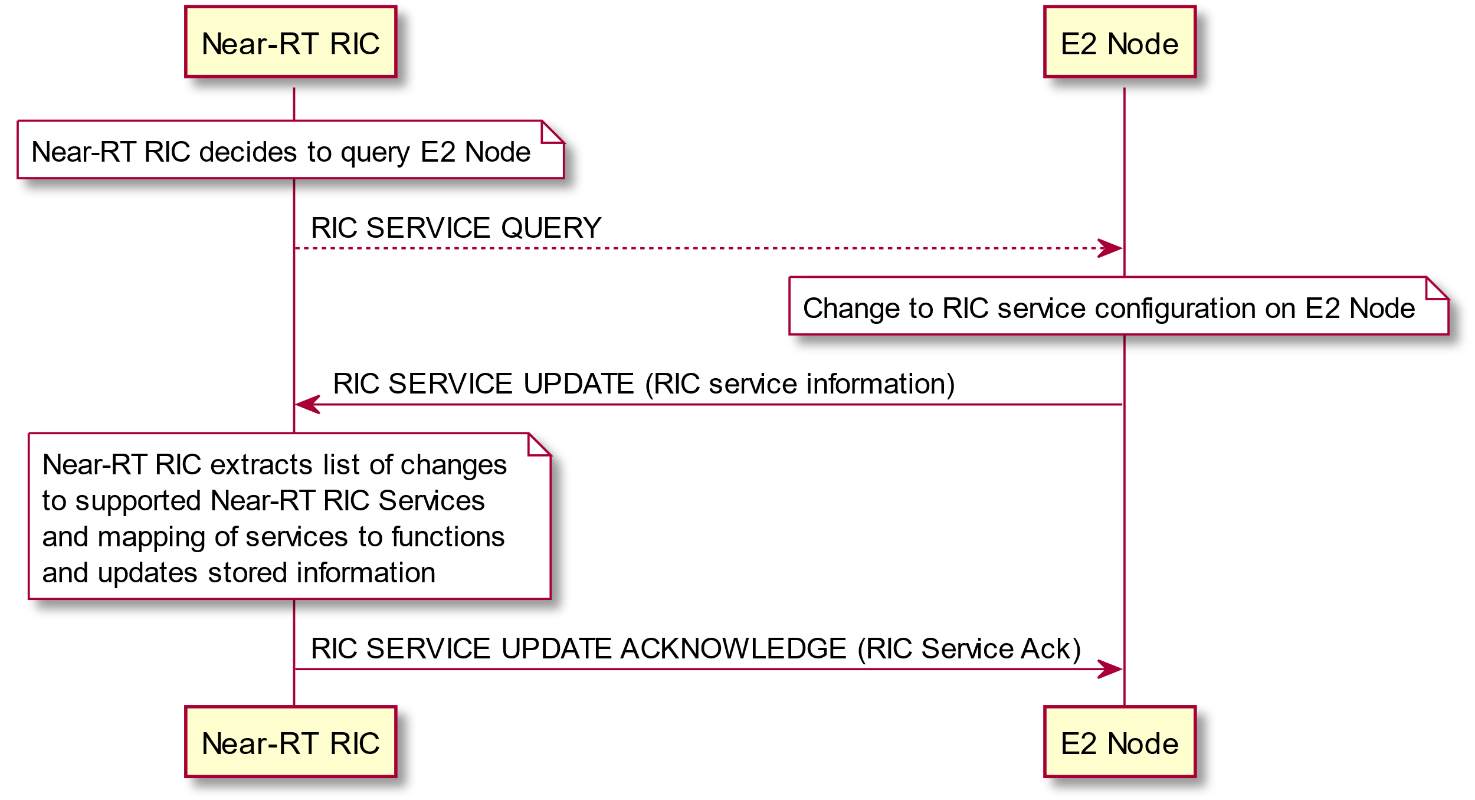 Near-RT RIC
E2 Node
Near-RT RIC decides to query E2 Node
RIC SERVICE QUERY
Change to RIC service configuration on E2 Node
RIC SERVICE UPDATE (RIC service information)
Near-RT RIC extracts list of changes
to supported Near-RT RIC Services
and mapping of services to functions
and updates stored information
RIC SERVICE UPDATE ACKNOWLEDGE (RIC Service Ack)
Near-RT RIC
E2 Node